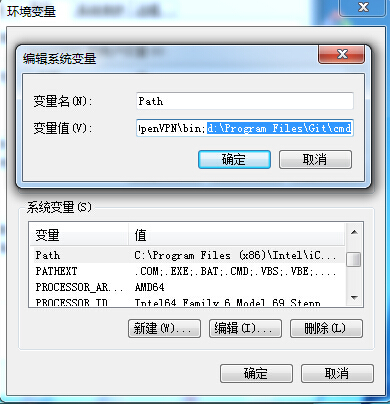 环境变量
编辑系统变量
变量名(N):
Path
变量值(V):
penVPN\bin;d:\Program Files\Git\cmd
确定
取消
系统变量(S)
变量
值
Path
C:\Program Files (x86)\Intel\iC...
PATHEXT
.COM;.EXE;.BAT;.CMD;.VBS;.VBE;....
PROCESSOR_AR...
AMD64
PROCESSOR_ID
Intel64 Family 6 Model 69 Stepp
新建(W)...
编辑(I)...
删除(L)
确定
取消